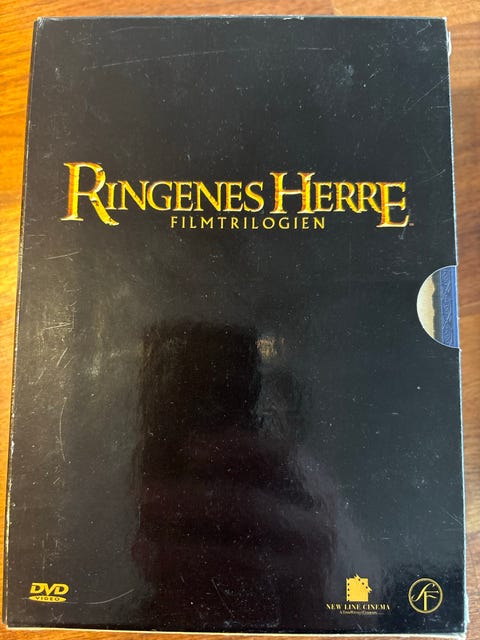 RINGENES HERRE
FILMTRILOGIEN
DVD
VIDEO
NEW LINE CINEMA
SF